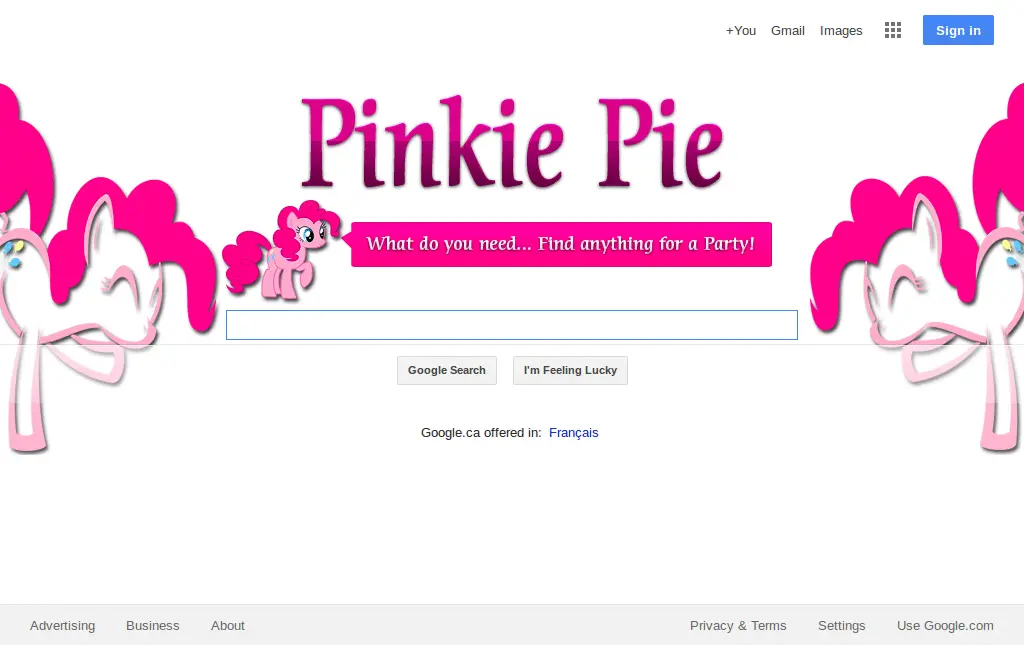 +You Gmail Images Sign in
Pinkie Pie
What do you need... Find anything for a Party!
Google Search I'm Feeling Lucky
Google.ca offered in: Français
Advertising Business About Privacy & Terms Settings Use Google.com